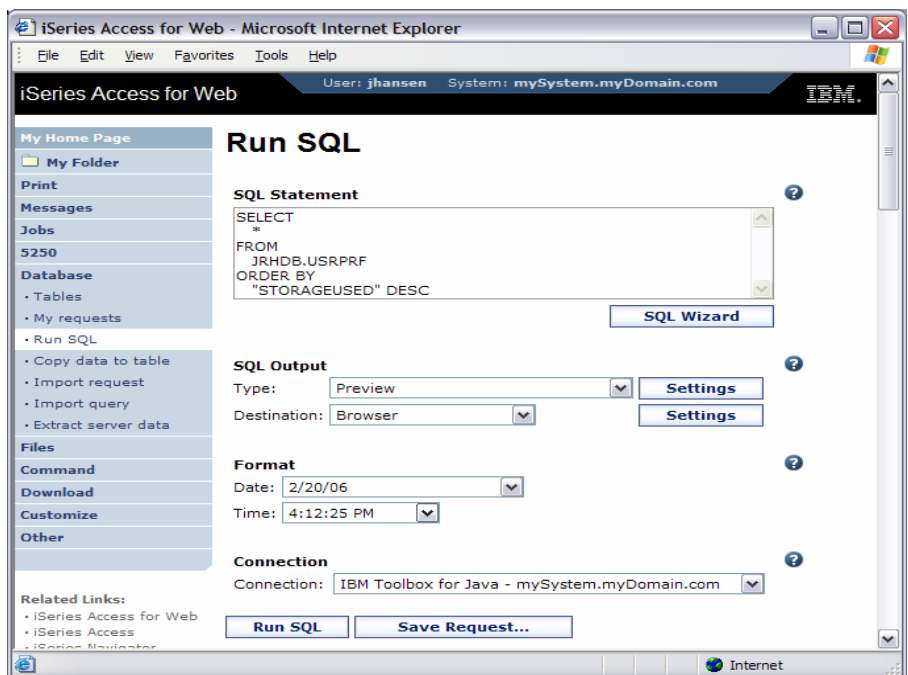 iSeries Access for Web - Microsoft Internet Explorer
File Edit View Favorites Tools Help
iSeries Access for Web
User: jhansen System: mySystem.myDomain.com
IBM.
My Home Page
My Folder
Print
Messages
Jobs
5250
Database
• Tables
• My requests
• Run SQL
• Copy data to table
• Import request
• Import query
• Extract server data
Files
Command
Download
Customize
Other
Related Links:
• iSeries Access for Web
• iSeries Access
• iSeries Navigator
Run SQL
SQL Statement
?
SELECT
*
FROM
JRHDB.USRPRF
ORDER BY
"STORAGEUSED" DESC
SQL Wizard
SQL Output
?
Type: Preview Settings
Destination: Browser Settings
Format
?
Date: 2/20/06
Time: 4:12:25 PM
Connection
?
Connection: IBM Toolbox for Java - mySystem.myDomain.com
Run SQL Save Request...
Internet